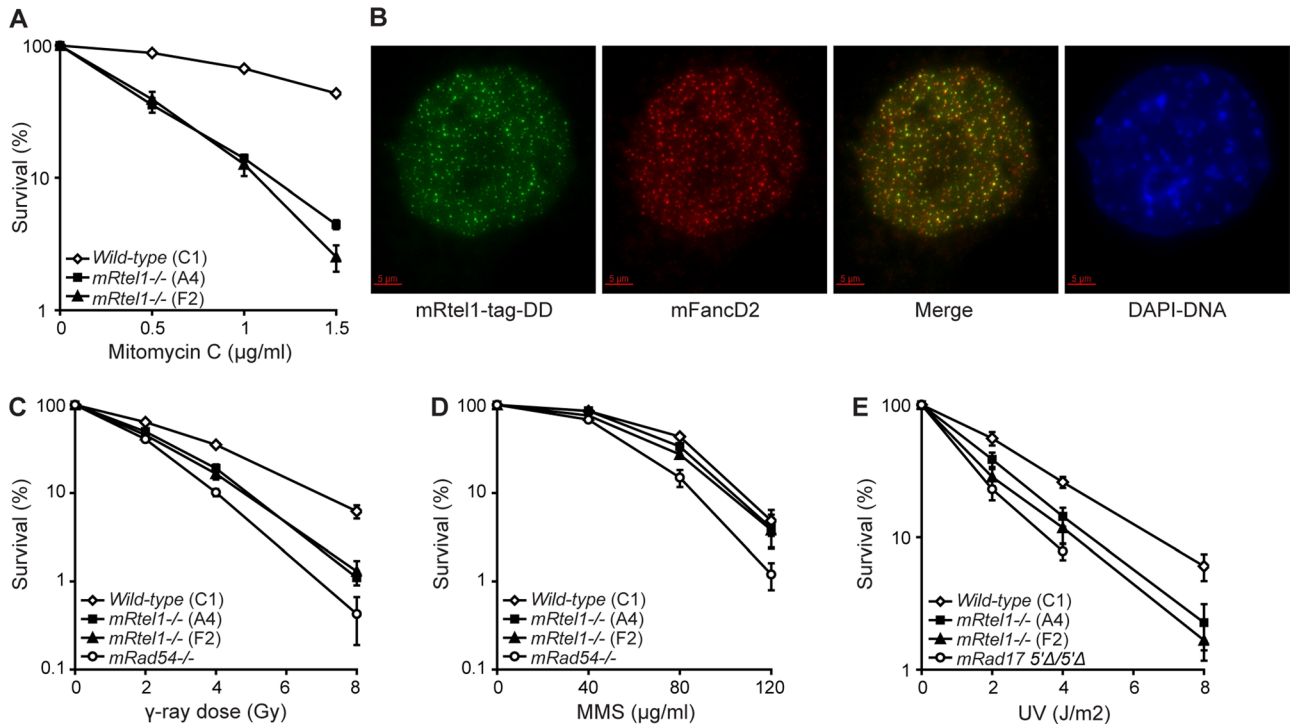 A
100
10
1
Survival (%)
Wild-type (C1)
mRtel1-/- (A4)
mRtel1-/- (F2)
0
0.5
1
1.5
Mitomycin C (µg/ml)
B
5 µm
5 µm
5 µm
5 µm
mRtel1-tag-DD
mFancD2
Merge
DAPI-DNA
C
100
10
1
0.1
Survival (%)
Wild-type (C1)
mRtel1-/- (A4)
mRtel1-/- (F2)
mRad54-/-
0
2
4
6
8
γ-ray dose (Gy)
D
100
10
1
0.1
Survival (%)
Wild-type (C1)
mRtel1-/- (A4)
mRtel1-/- (F2)
mRad54-/-
0
40
80
120
MMS (µg/ml)
E
100
10
1
Survival (%)
Wild-type (C1)
mRtel1-/- (A4)
mRtel1-/- (F2)
mRad17 5'Δ/5'Δ
0
2
4
6
8
UV (J/m2)